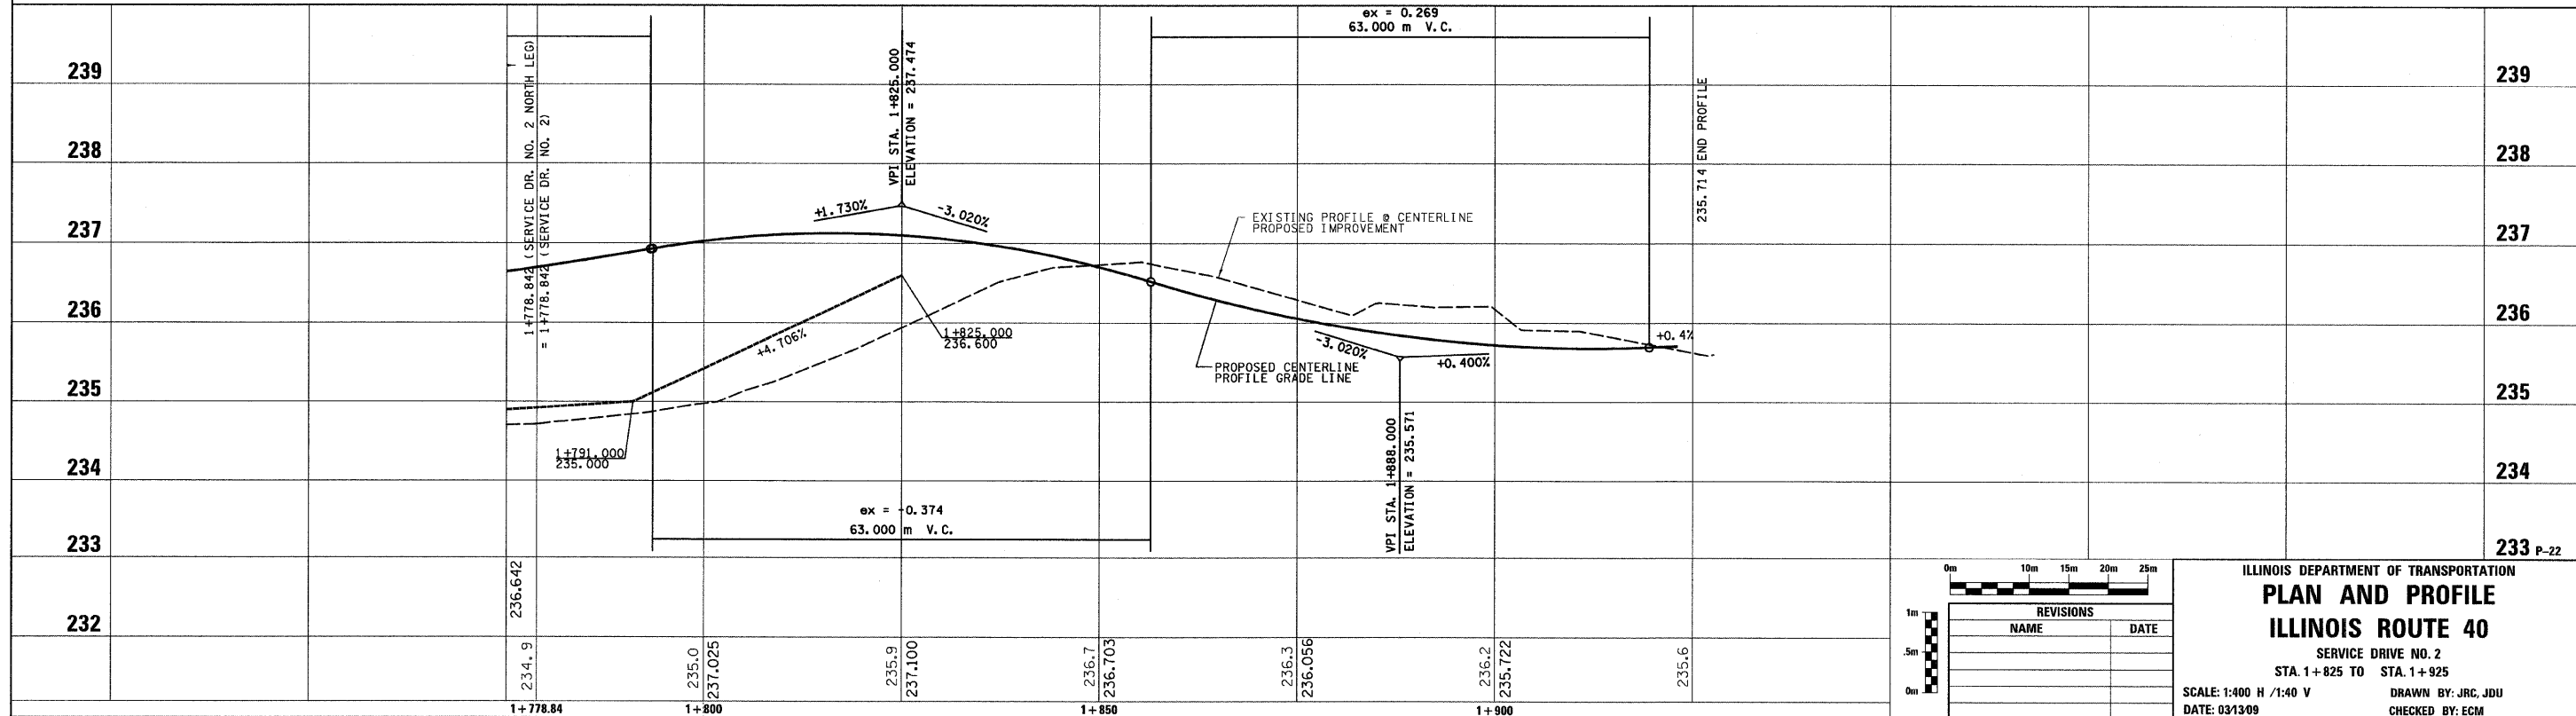 ex = 0.269
63.000 m V.C.
239
239
238
238
237
237
236
236
235
235
234
234
233
233 P-22
232
1+778.842 (SERVICE DR. NO. 2 NORTH LEG)
= 1+778.842 (SERVICE DR. NO. 2)
VPI STA. 1+825.000
ELEVATION = 237.474
+1.730%
-3.020%
EXISTING PROFILE @ CENTERLINE
PROPOSED IMPROVEMENT
235.714 END PROFILE
+4.706%
1+825.000
236.600
-3.020%
+0.400%
+0.4%
PROPOSED CENTERLINE
PROFILE GRADE LINE
1+791.000
235.000
VPI STA. 1+888.000
ELEVATION = 235.571
ex = -0.374
63.000 m V.C.
236.642
234.9
235.0
237.025
235.9
237.100
236.7
236.703
236.3
236.056
236.2
235.722
235.6
1+778.84
1+800
1+850
1+900
0m 10m 15m 20m 25m
1m
.5m
0m
REVISIONS
NAME DATE
ILLINOIS DEPARTMENT OF TRANSPORTATION
PLAN AND PROFILE
ILLINOIS ROUTE 40
SERVICE DRIVE NO. 2
STA. 1+825 TO STA. 1+925
SCALE: 1:400 H /1:40 V DRAWN BY: JRC, JDU
DATE: 03/13/09 CHECKED BY: ECM